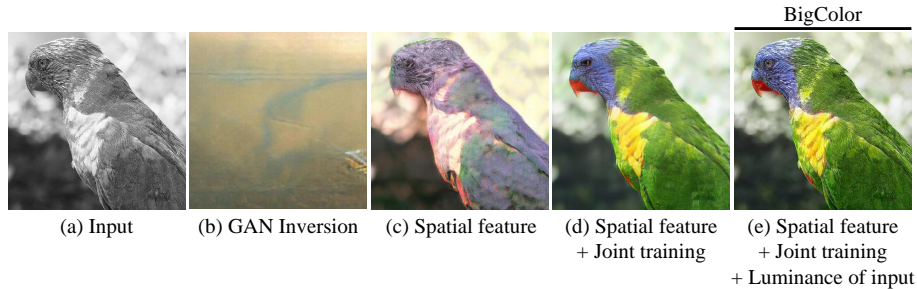 BigColor
(a) Input
(b) GAN Inversion
(c) Spatial feature
(d) Spatial feature
+ Joint training
(e) Spatial feature
+ Joint training
+ Luminance of input